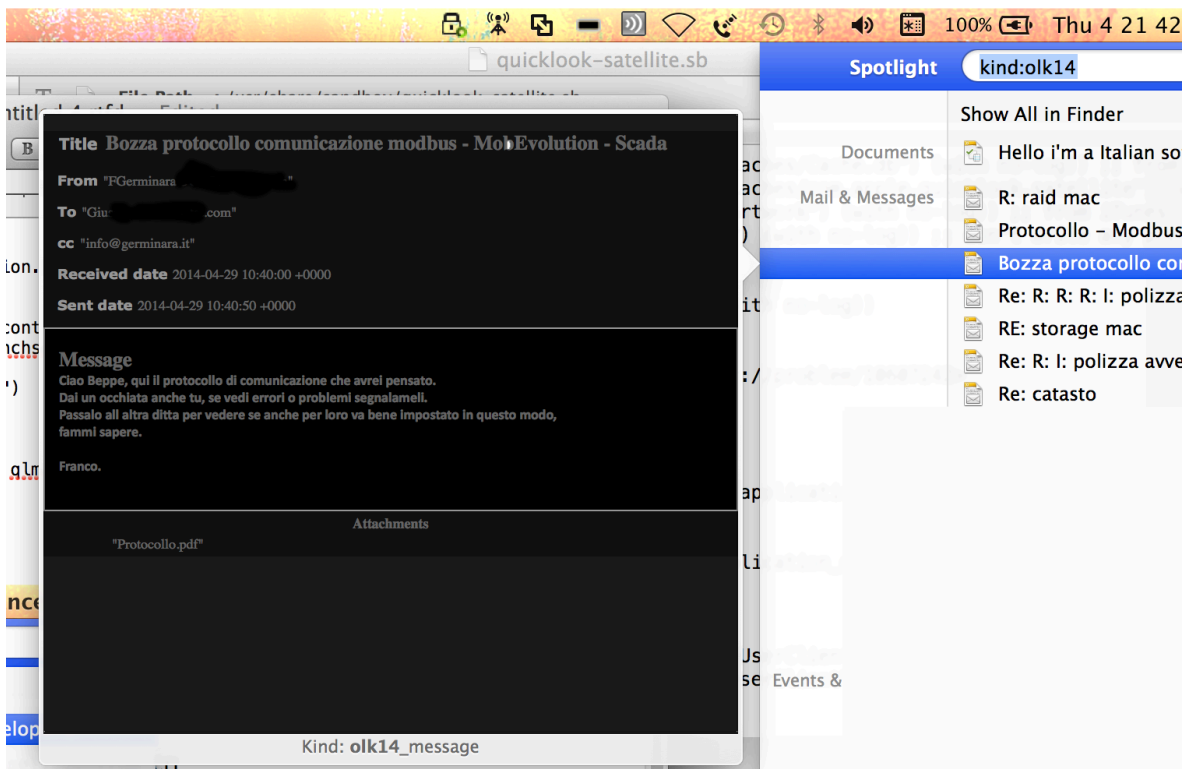 100% Thu 4 21 42
quicklook-satellite.sb
Spotlight kind:olk14
Show All in Finder
Documents Hello i'm a Italian so
Mail & Messages R: raid mac
Protocollo – Modbus
Bozza protocollo con
Re: R: R: R: I: polizza
RE: storage mac
Re: R: I: polizza avve
Re: catasto
Events &
Title Bozza protocollo comunicazione modbus - MobEvolution - Scada
From "FGerminara "
To "Giu .com"
cc "info@germinara.it"
Received date 2014-04-29 10:40:00 +0000
Sent date 2014-04-29 10:40:50 +0000
Message
Ciao Beppe, qui il protocollo di comunicazione che avrei pensato.
Dai un occhiata anche tu, se vedi errori o problemi segnalameli.
Passalo all altra ditta per vedere se anche per loro va bene impostato in questo modo,
fammi sapere.
Franco.
Attachments
"Protocollo.pdf"
Kind: olk14_message